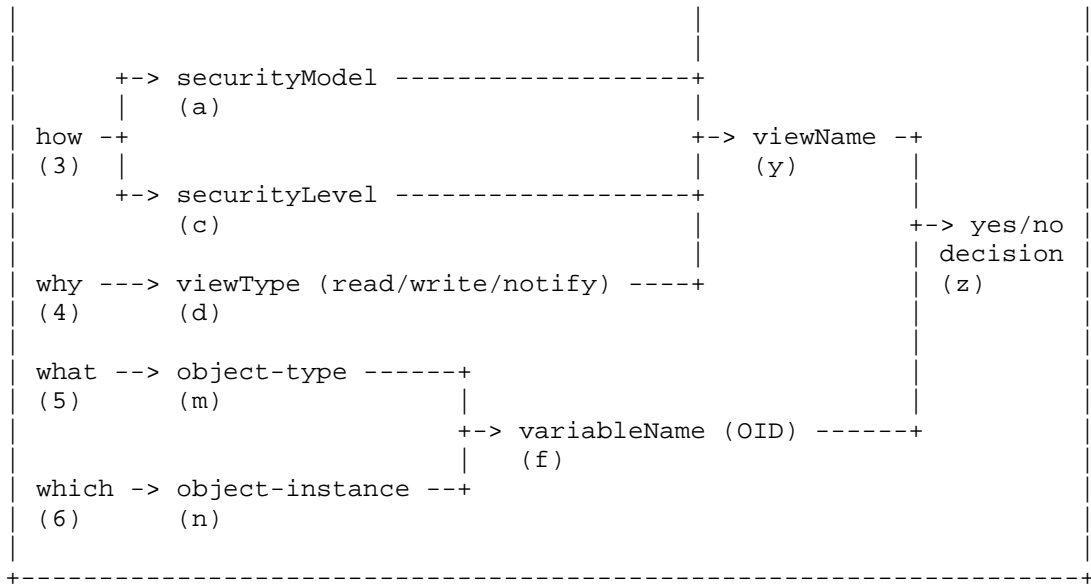 |                                           |                        |
|                                           |                        |
|      +-> securityModel -------------------+                        |
|      |   (a)                              |                        |
| how -+                                    +-> viewName -+          |
| (3)  |                                    |   (y)       |          |
|      +-> securityLevel -------------------+             |          |
|          (c)                              |             +-> yes/no |
|                                           |             | decision |
| why ---> viewType (read/write/notify) ----+             | (z)      |
| (4)      (d)                                            |          |
|                                                         |          |
| what --> object-type ------+                            |          |
| (5)      (m)               |                            |          |
|                            +-> variableName (OID) ------+          |
|                            |   (f)                                 |
| which -> object-instance --+                                       |
| (6)      (n)                                                       |
|                                                                    |
+--------------------------------------------------------------------+